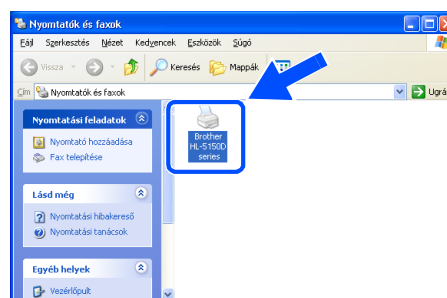 Nyomtatók és faxok
Fájl Szerkesztés Nézet Kedvencek Eszközök Súgó
Vissza Keresés Mappák
Cím Nyomtatók és faxok Ugrá
Nyomtatási feladatok
Nyomtató hozzáadása
Fax telepítése
Brother
HL-5150D
series
Lásd még
Nyomtatási hibakereső
Nyomtatási tanácsok
Egyéb helyek
Vezérlőpult